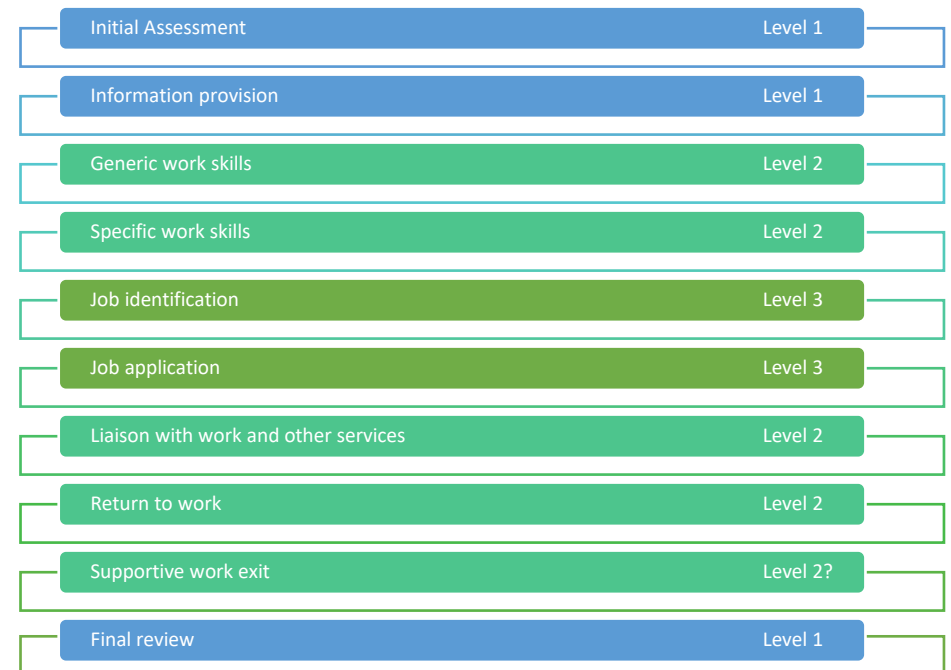 Initial Assessment Level 1
Information provision Level 1
Generic work skills Level 2
Specific work skills Level 2
Job identification Level 3
Job application Level 3
Liaison with work and other services Level 2
Return to work Level 2
Supportive work exit Level 2?
Final review Level 1